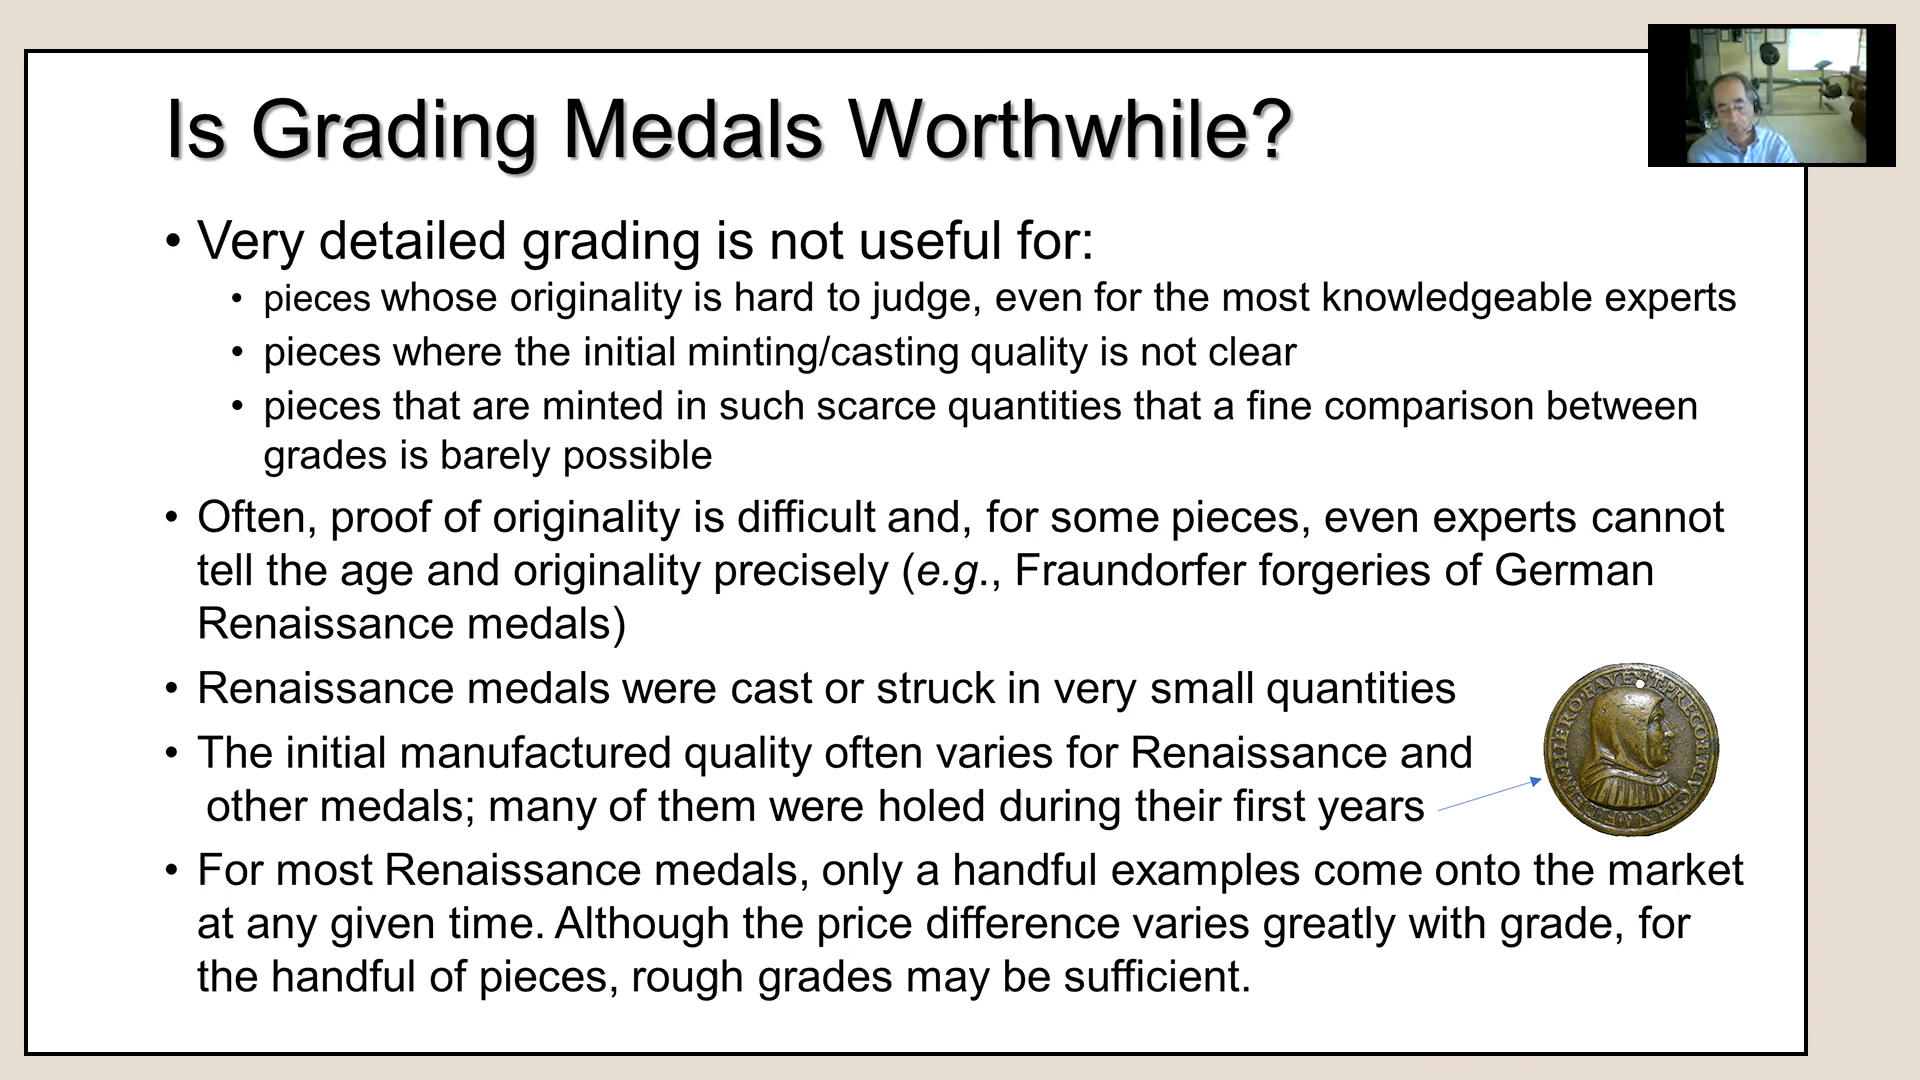 Is Grading Medals Worthwhile?
• Very detailed grading is not useful for:
• pieces whose originality is hard to judge, even for the most knowledgeable experts
• pieces where the initial minting/casting quality is not clear
• pieces that are minted in such scarce quantities that a fine comparison between
grades is barely possible
• Often, proof of originality is difficult and, for some pieces, even experts cannot
tell the age and originality precisely (e.g., Fraundorfer forgeries of German
Renaissance medals)
• Renaissance medals were cast or struck in very small quantities
• The initial manufactured quality often varies for Renaissance and
other medals; many of them were holed during their first years
• For most Renaissance medals, only a handful examples come onto the market
at any given time. Although the price difference varies greatly with grade, for
the handful of pieces, rough grades may be sufficient.